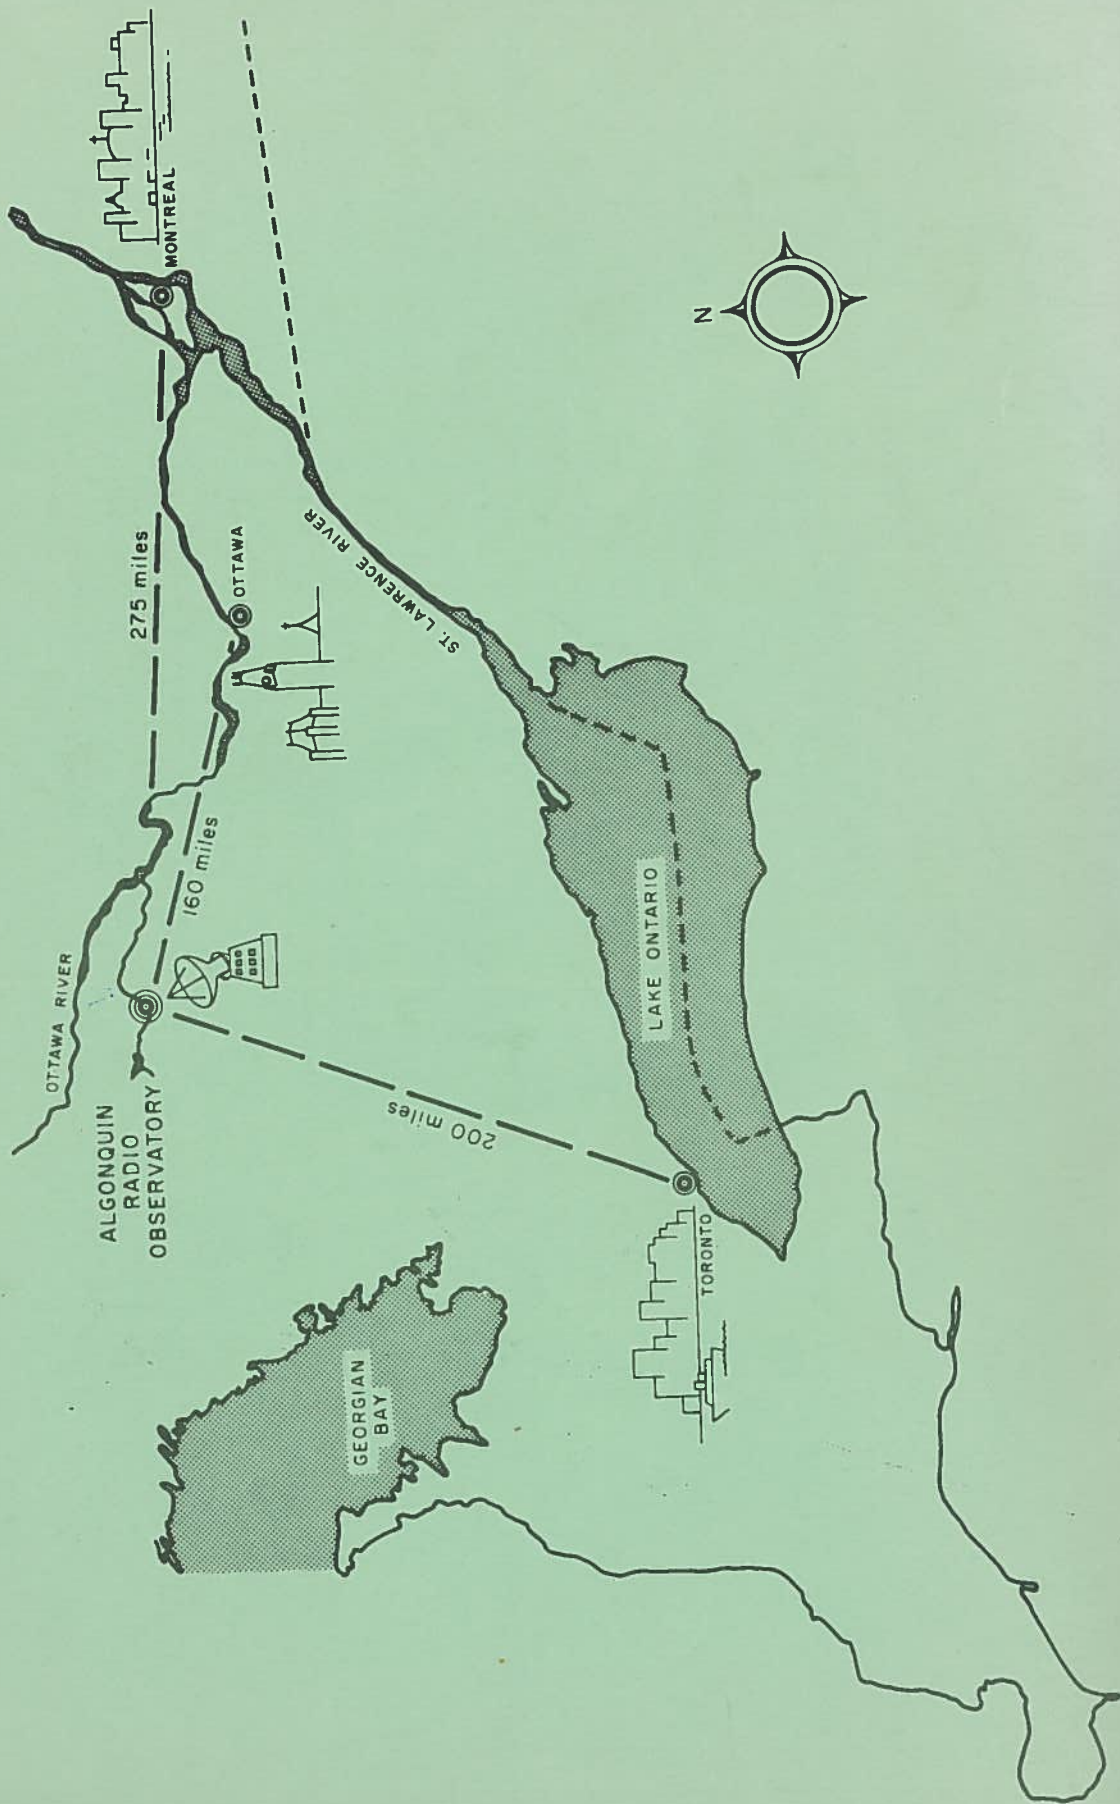 OTTAWA RIVER
ALGONQUIN
RADIO
OBSERVATORY
275 miles
160 miles
200 miles
MONTREAL
OTTAWA
ST. LAWRENCE RIVER
LAKE ONTARIO
GEORGIAN
BAY
TORONTO
N